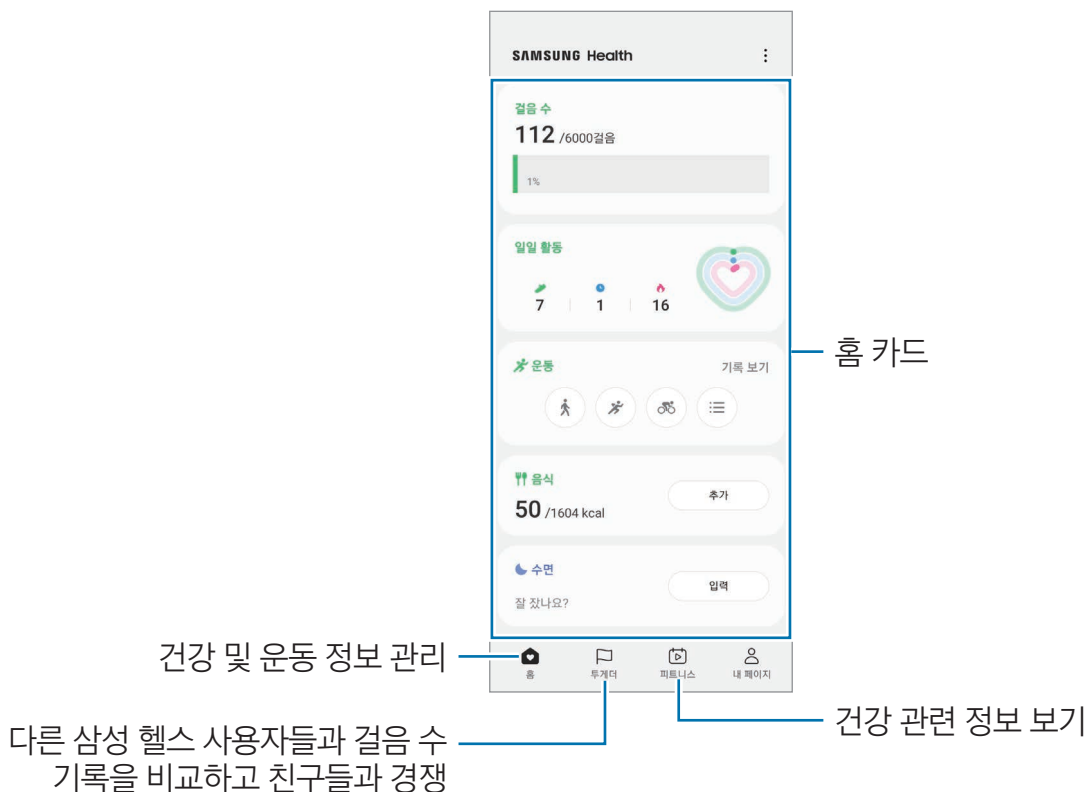 SAMSUNG Health
걸음 수
112 /6000걸음
1%
일일 활동
7 1 16
홈 카드
운동 기록 보기
음식
50 /1604 kcal
추가
수면
잘 잤나요?
입력
건강 및 운동 정보 관리
홈 투게더 피트니스 내 페이지
건강 관련 정보 보기
다른 삼성 헬스 사용자들과 걸음 수
기록을 비교하고 친구들과 경쟁